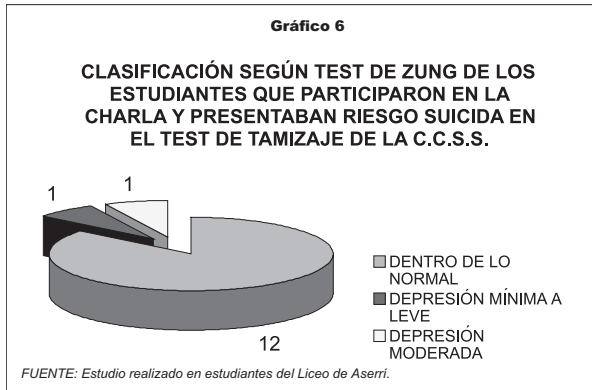 Gráfico 6
CLASIFICACIÓN SEGÚN TEST DE ZUNG DE LOS
ESTUDIANTES QUE PARTICIPARON EN LA
CHARLA Y PRESENTABAN RIESGO SUICIDA EN
EL TEST DE TAMIZAJE DE LA C.C.S.S.
1
1
12
DENTRO DE LO
NORMAL
DEPRESIÓN MÍNIMA A
LEVE
DEPRESIÓN
MODERADA
FUENTE: Estudio realizado en estudiantes del Liceo de Aserrí.